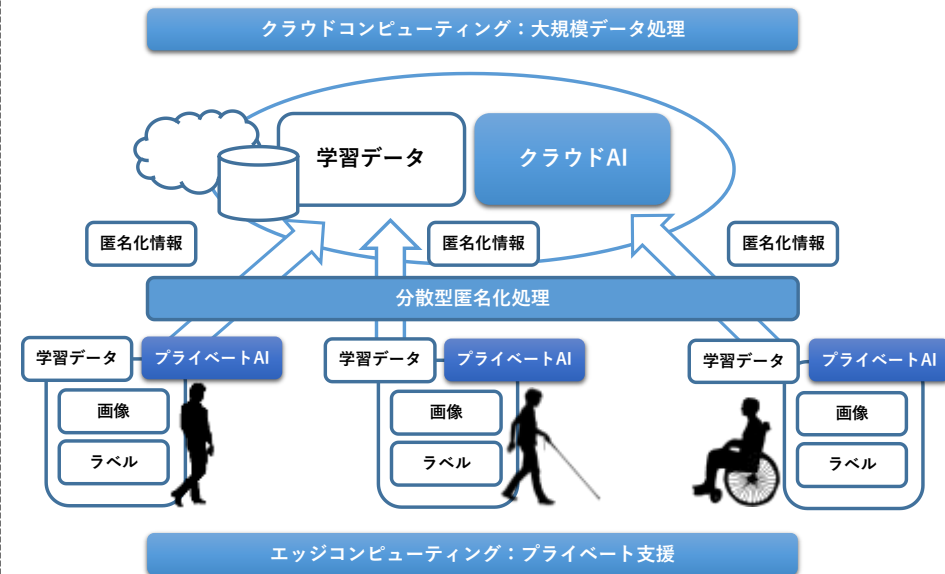 クラウドコンピューティング：大規模データ処理
学習データ
クラウドAI
匿名化情報
匿名化情報
匿名化情報
分散型匿名化処理
学習データ
プライベートAI
画像
ラベル
学習データ
プライベートAI
画像
ラベル
学習データ
プライベートAI
画像
ラベル
エッジコンピューティング：プライベート支援